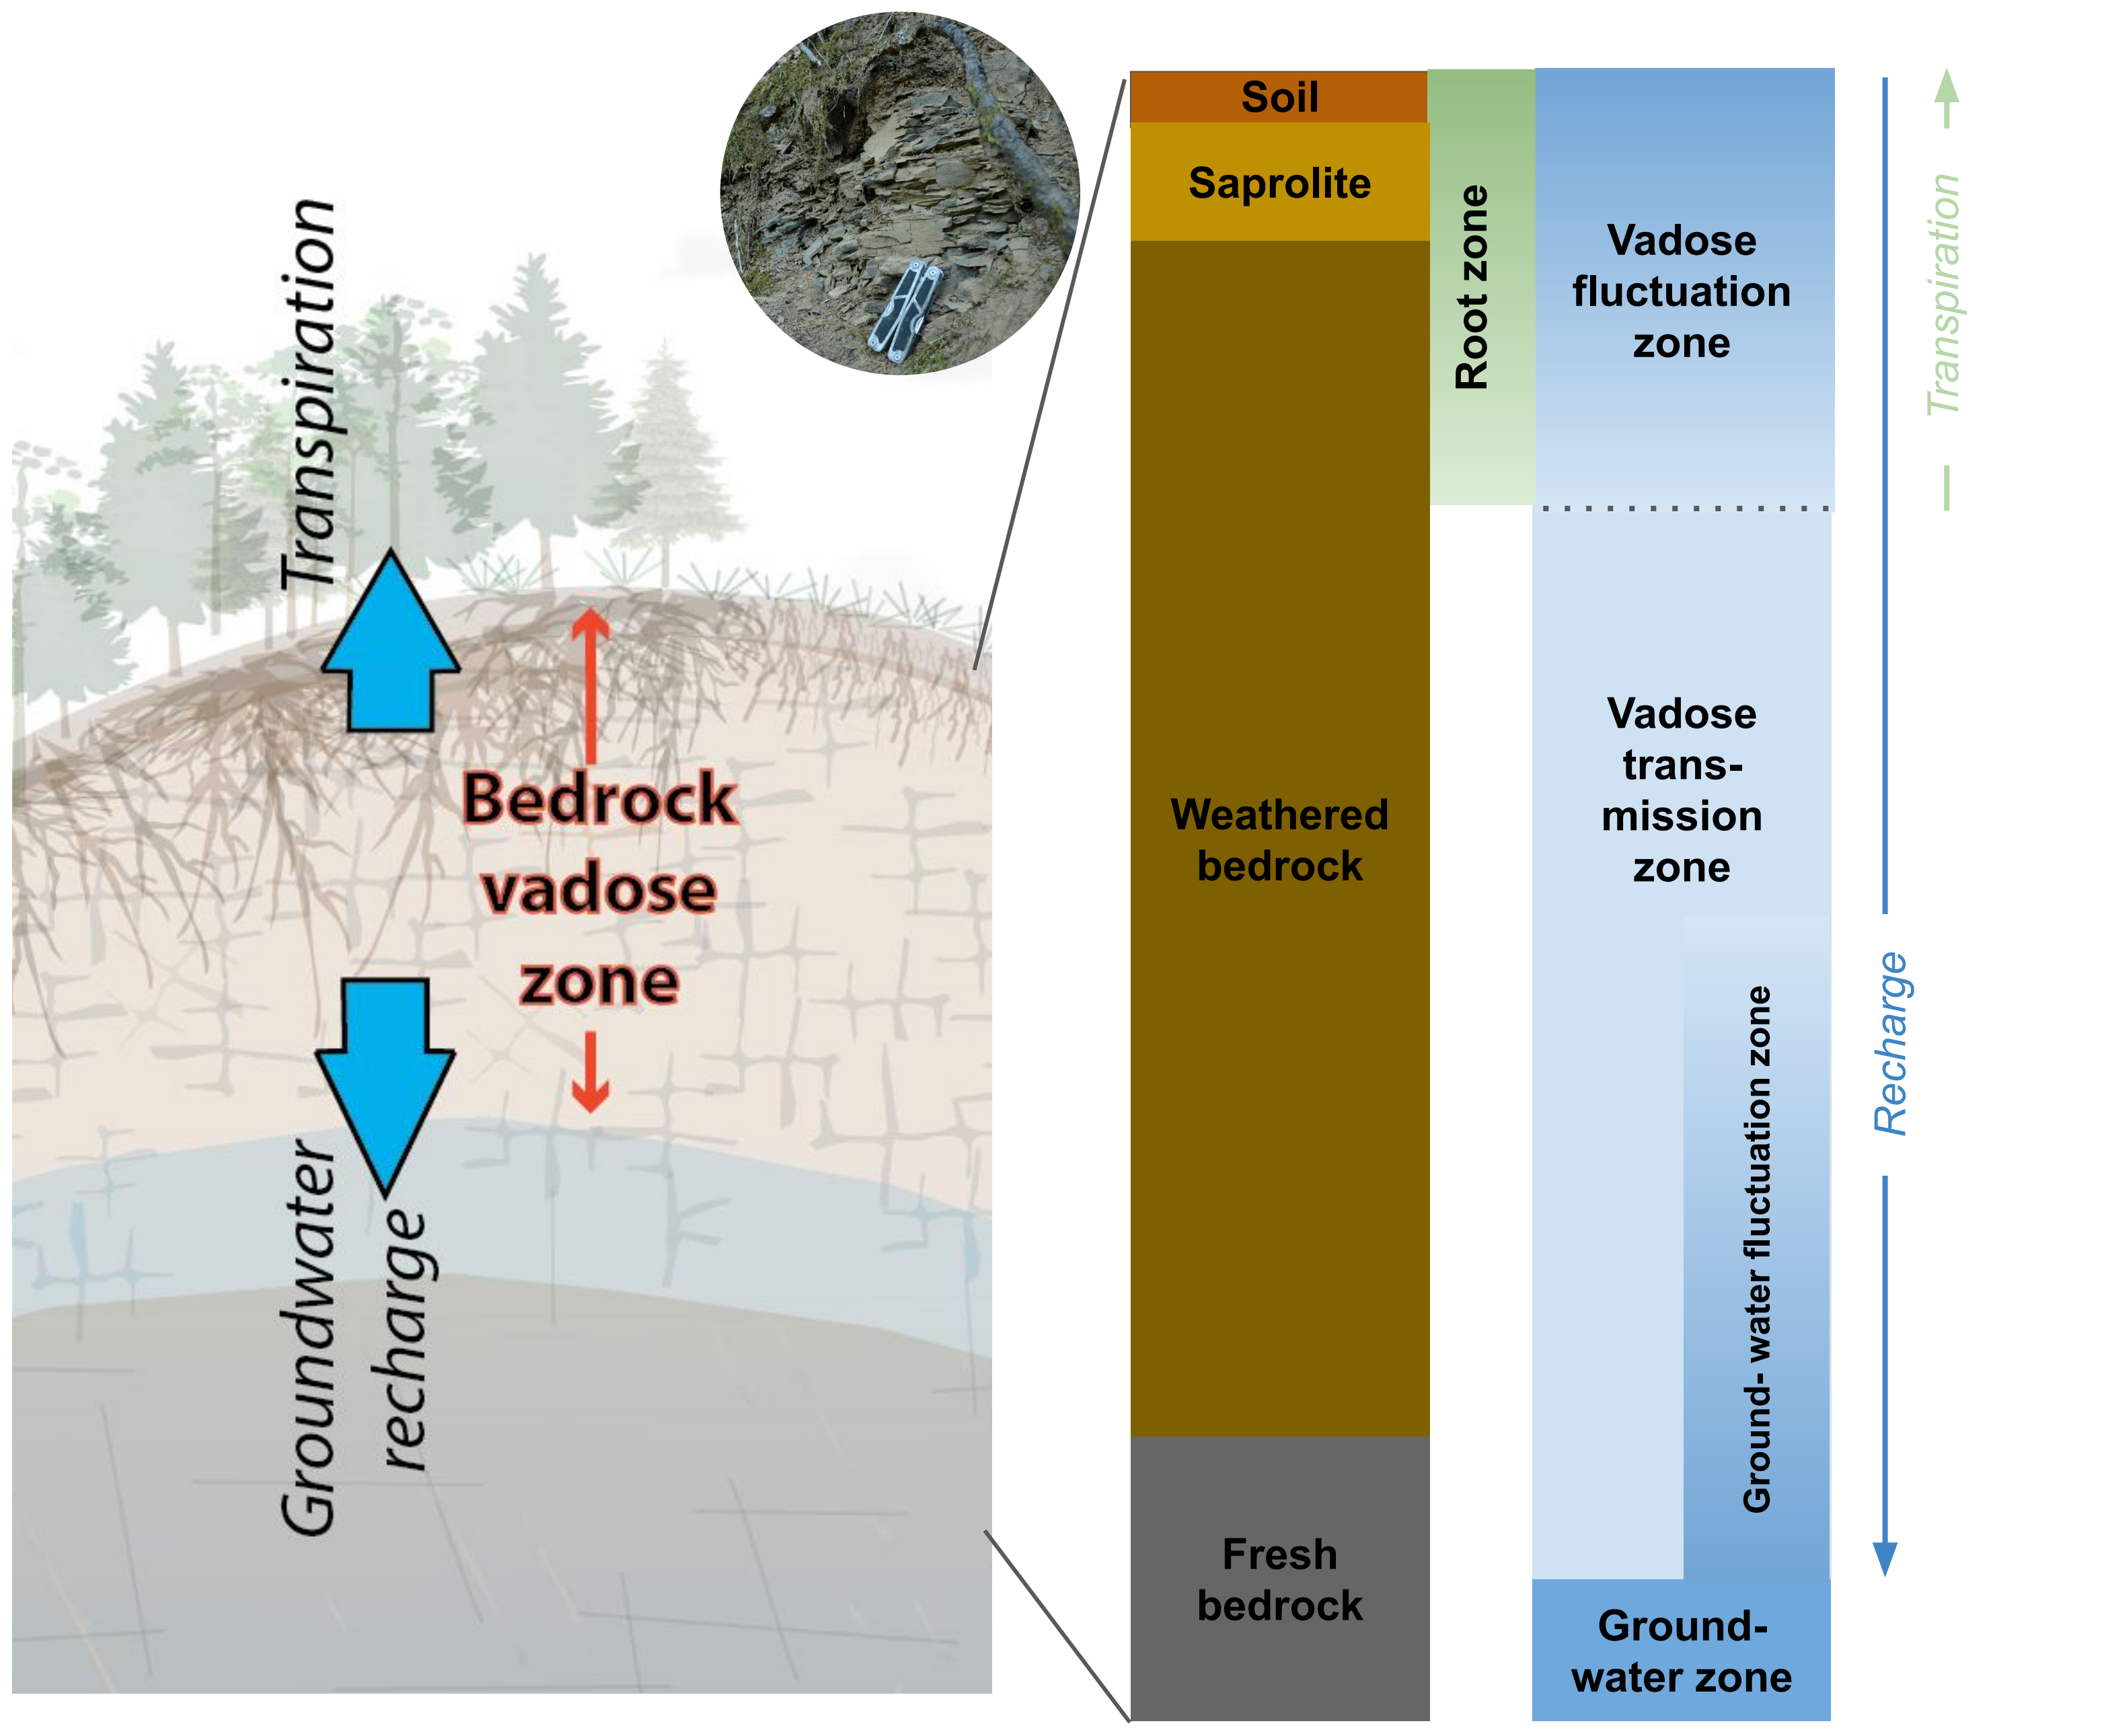 Transpiration
Bedrock
vadose
zone
Groundwater
recharge
Soil
Saprolite
Weathered
bedrock
Fresh
bedrock
Root zone
Vadose
fluctuation
zone
Vadose
trans-
mission
zone
Ground- water fluctuation zone
Ground-
water zone
Recharge
Transpiration